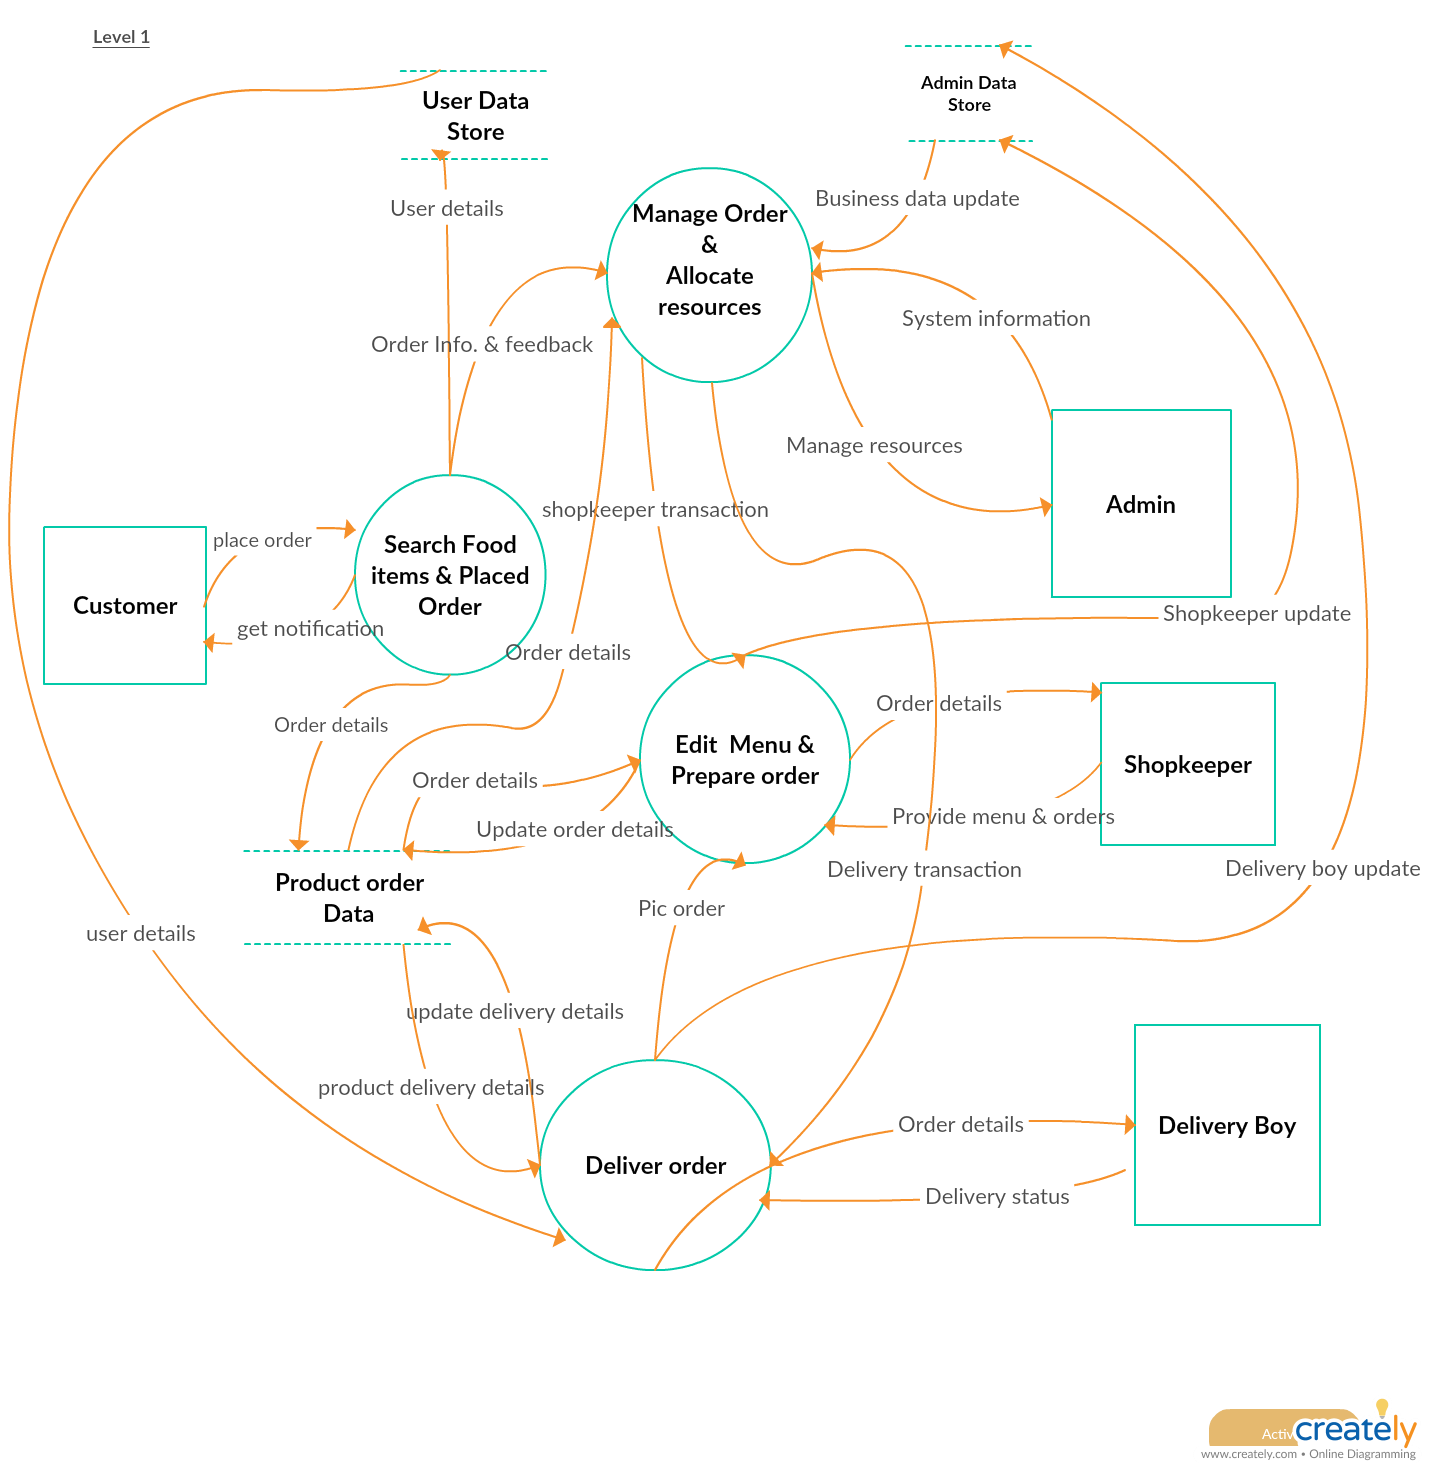 Level 1
User Data
Store
Admin Data
Store
User details
Business data update
Manage Order
&
Allocate
resources
System information
Order Info. & feedback
Manage resources
Admin
shopkeeper transaction
place order
Search Food
items & Placed
Order
Customer
get notification
Shopkeeper update
Order details
Order details
Order details
Edit Menu &
Prepare order
Shopkeeper
Order details
Update order details
Provide menu & orders
Delivery transaction
Delivery boy update
Product order
Data
Pic order
user details
update delivery details
product delivery details
Order details
Delivery Boy
Deliver order
Delivery status
creately
www.creately.com • Online Diagramming